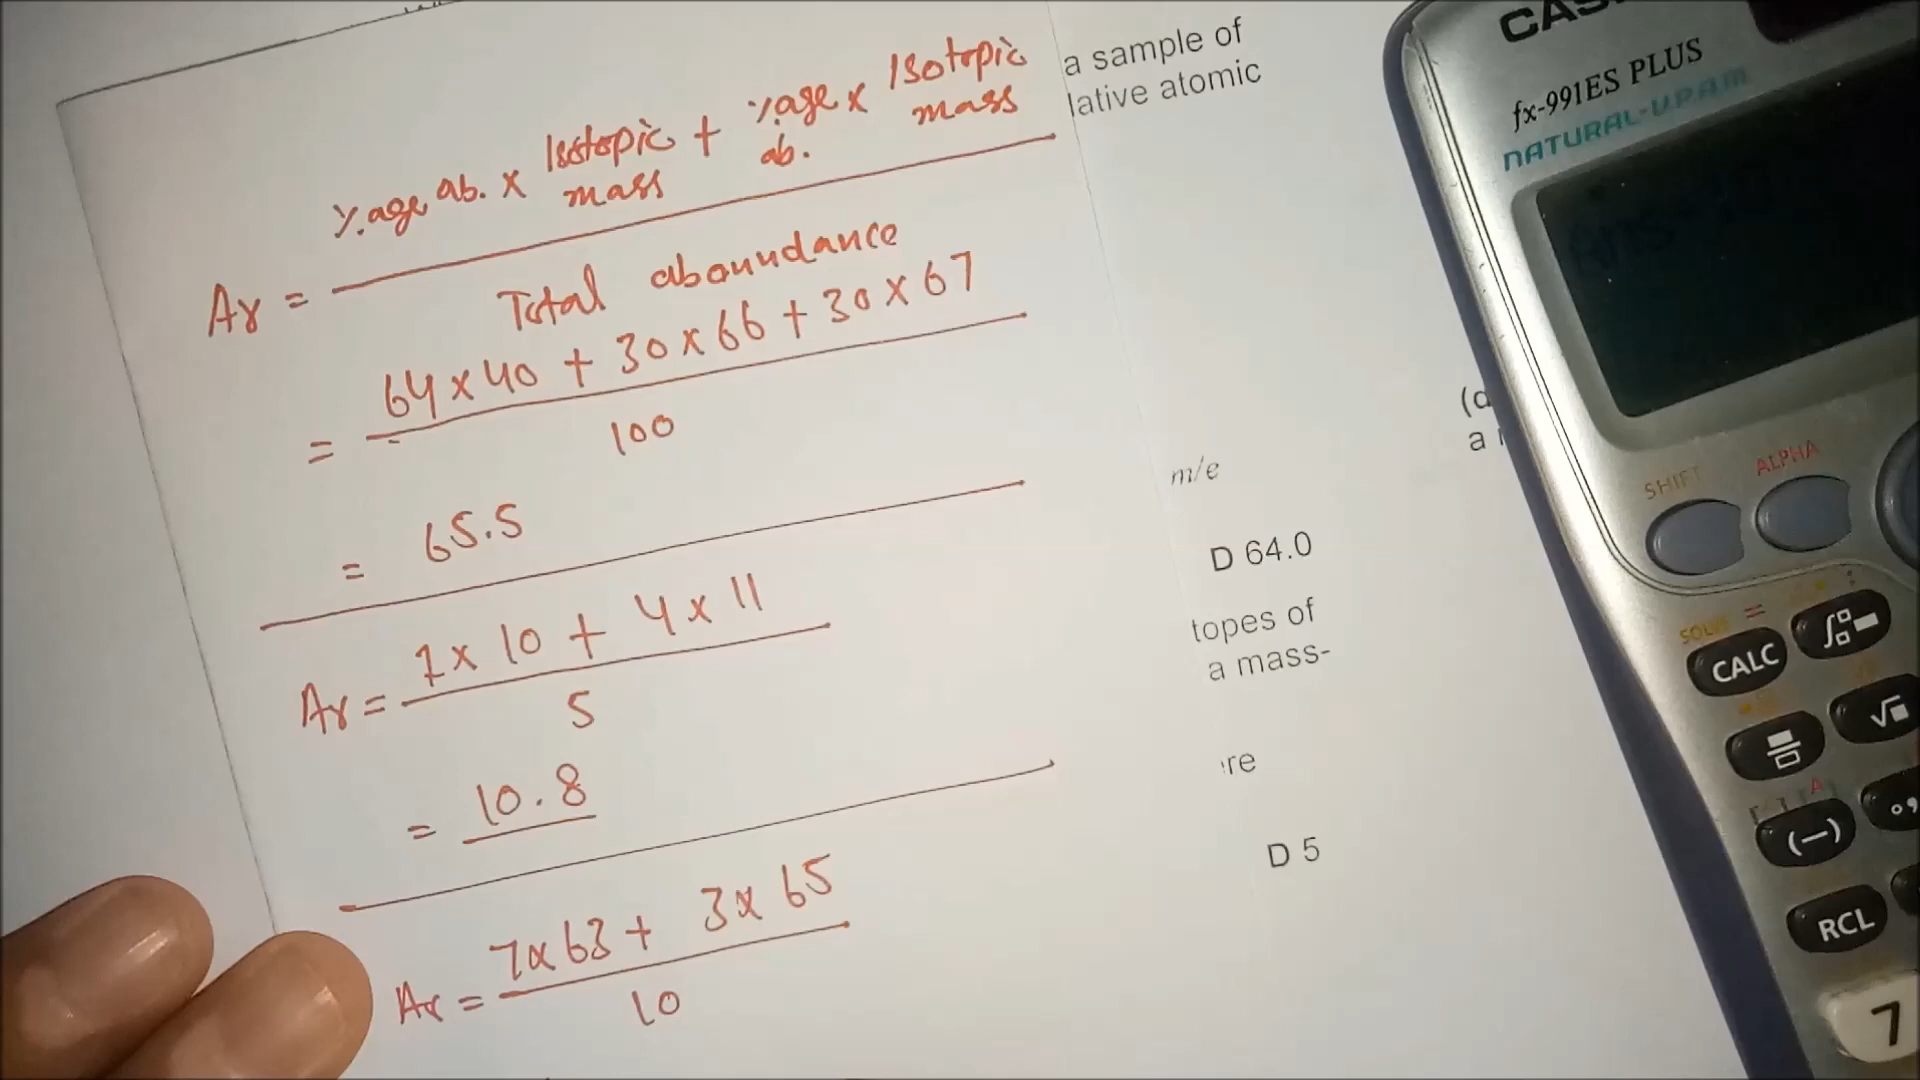 %age ab. x Isotopic mass + %age ab. x Isotopic mass
Ar =
Total aboundance
= 64 x 40 + 30 x 66 + 30 x 67
100
= 65.5
Ar = 1 x 10 + 4 x 11
5
= 10.8
Ar = 7 x 63 + 3 x 65
10
a sample of
lative atomic
m/e
D 64.0
topes of
a mass-
re
D 5
(d
a
fx-991ES PLUS
NATURAL-V.P.A.M.
SHIFT
ALPHA
SOLVE =
CALC
(—)
RCL
7